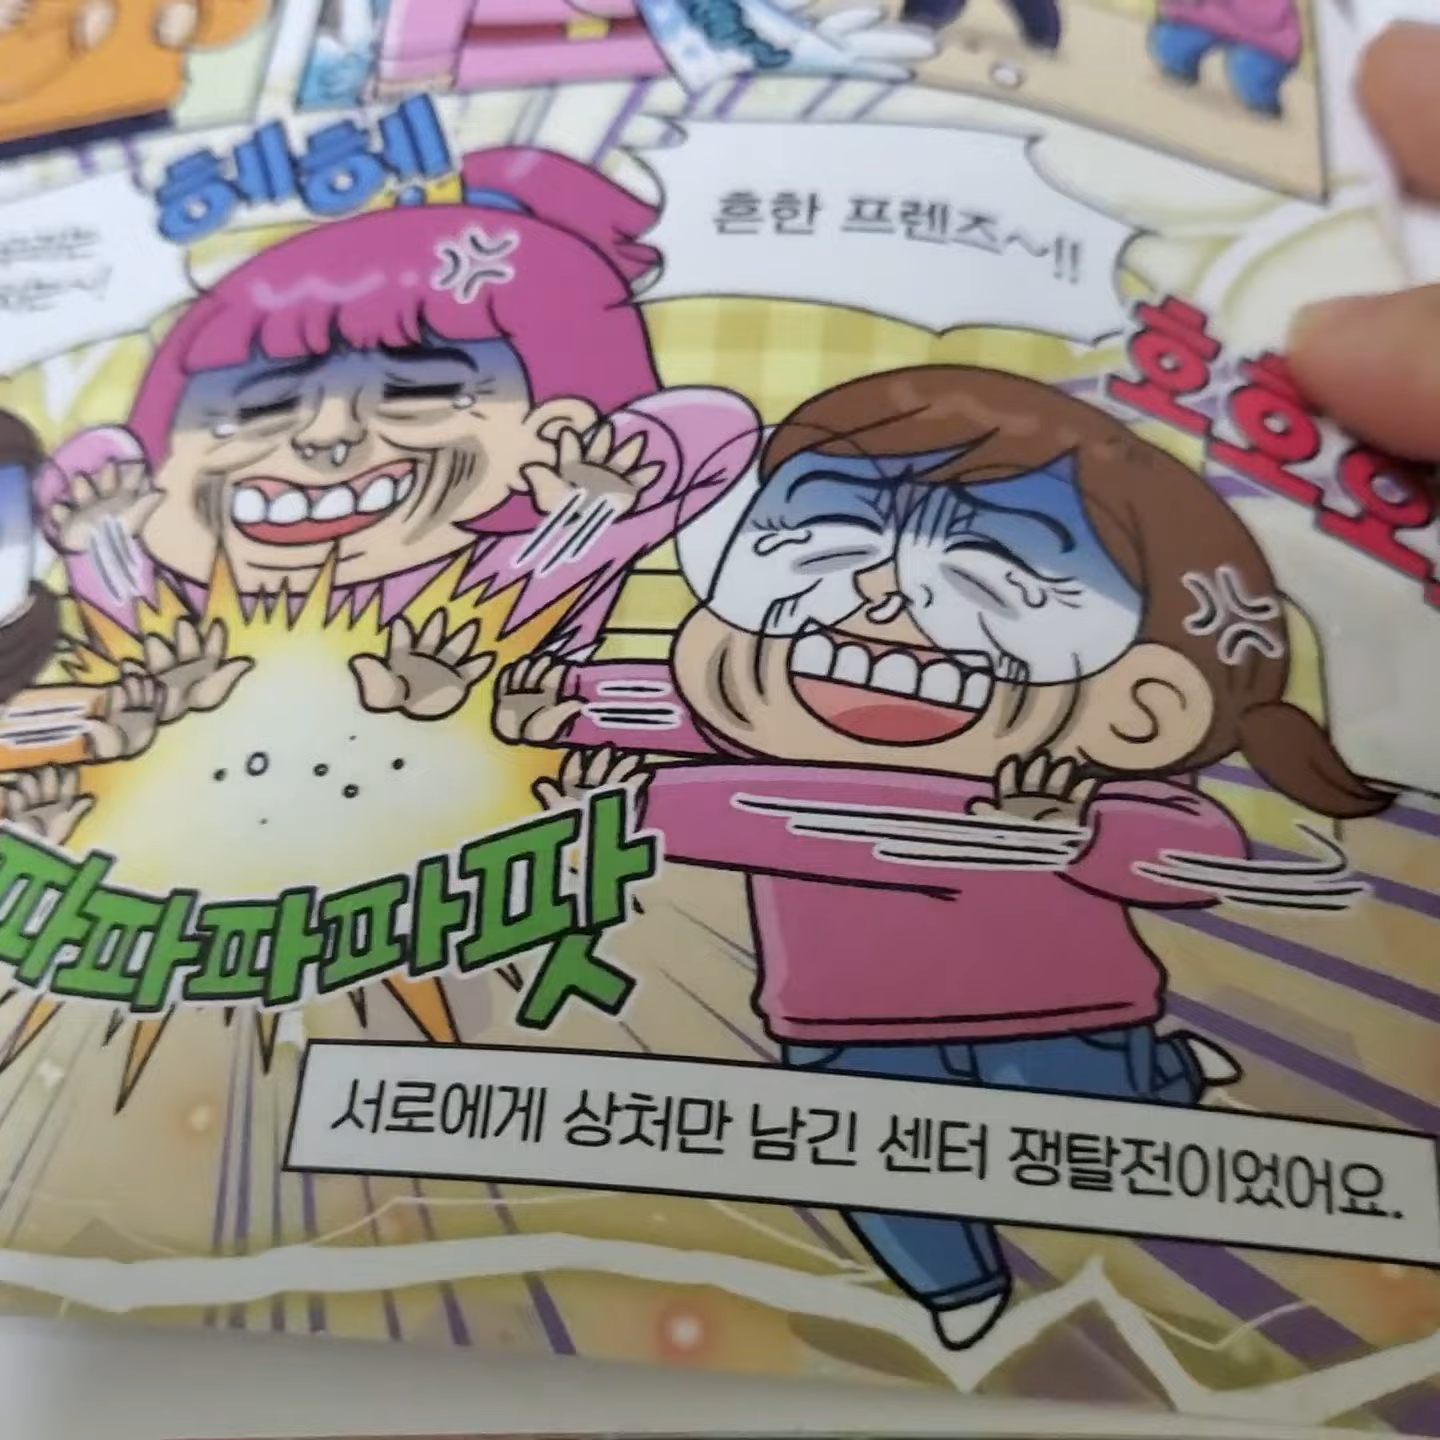 헤헷!
흔한 프렌즈~!!
호호호
파파파파팟
서로에게 상처만 남긴 센터 쟁탈전이었어요.